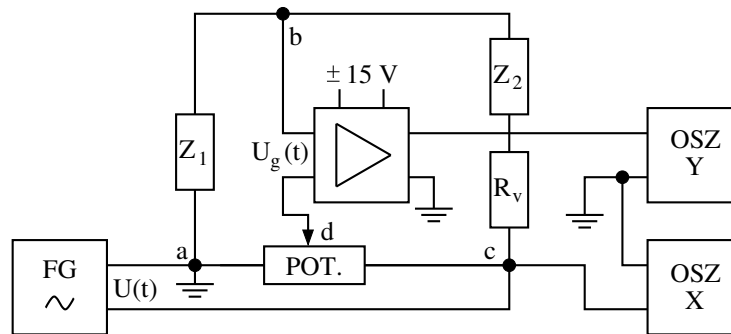 b
± 15 V
Z2
Z1
Ug(t)
OSZ
Y
Rv
d
a
c
FG
U(t)
POT.
OSZ
X